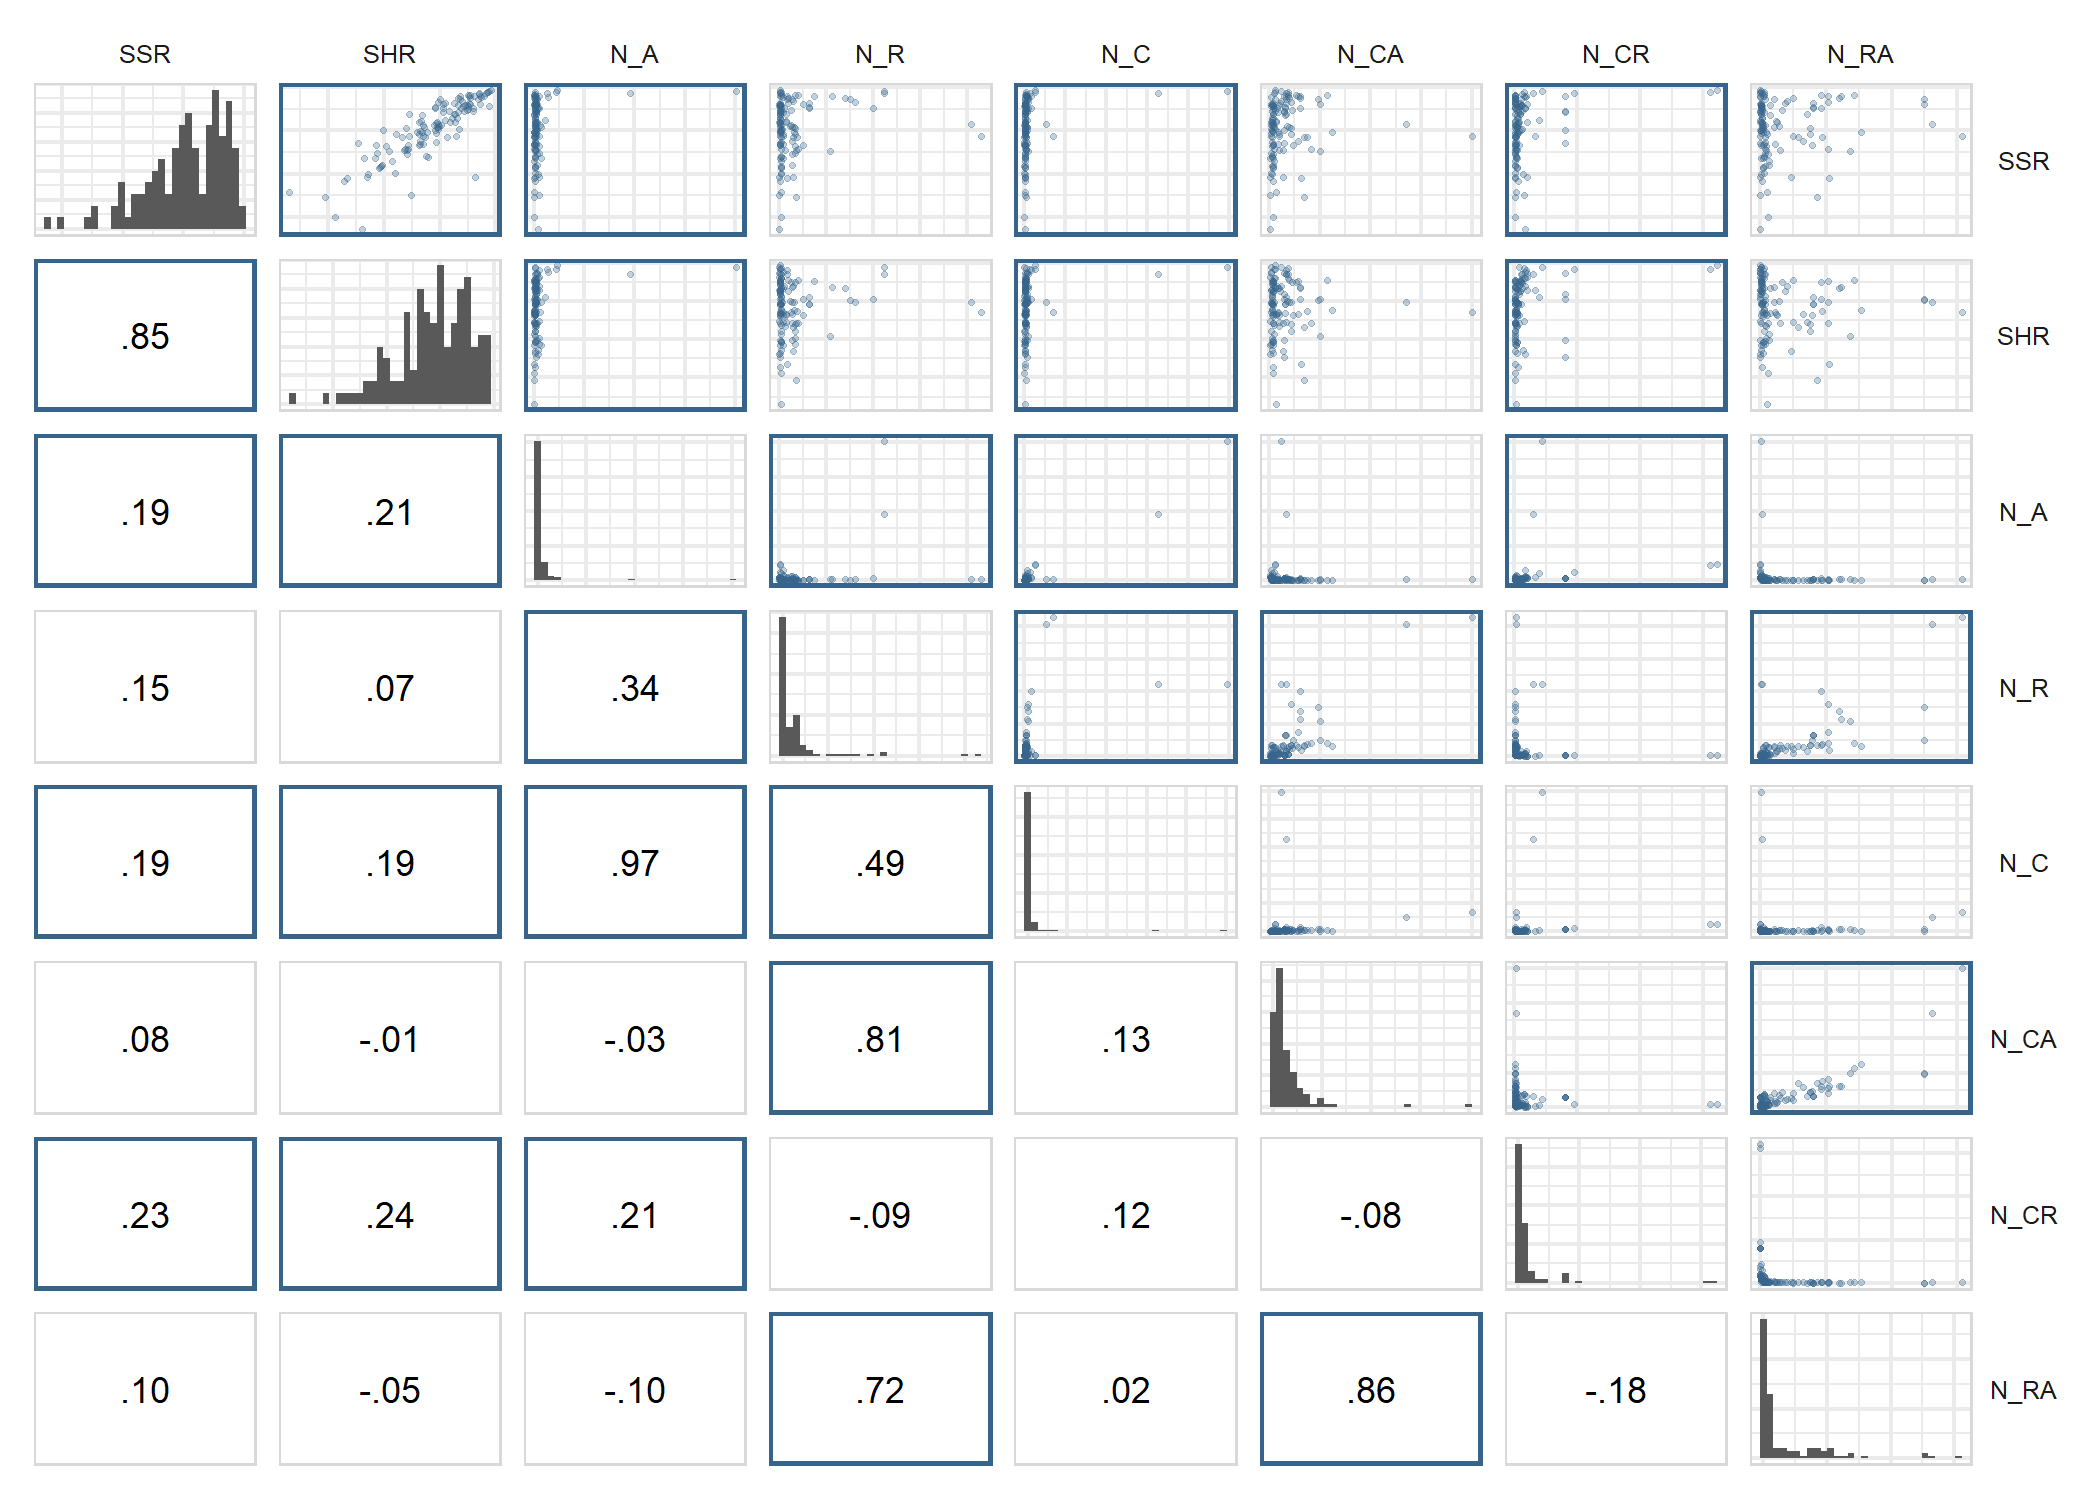 SSR SHR N_A N_R N_C N_CA N_CR N_RA
SSR
.85 SHR
.19 .21 N_A
.15 .07 .34 N_R
.19 .19 .97 .49 N_C
.08 -.01 -.03 .81 .13 N_CA
.23 .24 .21 -.09 .12 -.08 N_CR
.10 -.05 -.10 .72 .02 .86 -.18 N_RA